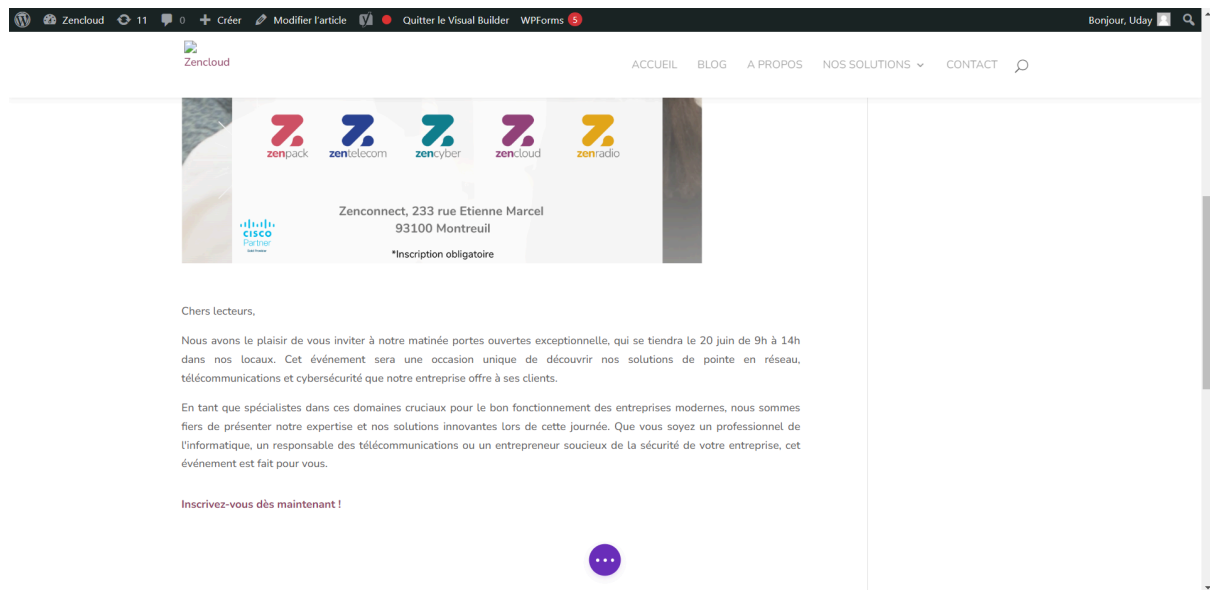 Zencloud 11 0 Créer Modifier l'article Quitter le Visual Builder WPForms 5 Bonjour, Uday
Zencloud
ACCUEIL BLOG A PROPOS NOS SOLUTIONS CONTACT
zenpack zentelecom zencyber zencloud zenradio
Zenconnect, 233 rue Etienne Marcel
93100 Montreuil
CISCO
Partner
*Inscription obligatoire
Chers lecteurs,
Nous avons le plaisir de vous inviter à notre matinée portes ouvertes exceptionnelle, qui se tiendra le 20 juin de 9h à 14h
dans nos locaux. Cet événement sera une occasion unique de découvrir nos solutions de pointe en réseau,
télécommunications et cybersécurité que notre entreprise offre à ses clients.
En tant que spécialistes dans ces domaines cruciaux pour le bon fonctionnement des entreprises modernes, nous sommes
fiers de présenter notre expertise et nos solutions innovantes lors de cette journée. Que vous soyez un professionnel de
l'informatique, un responsable des télécommunications ou un entrepreneur soucieux de la sécurité de votre entreprise, cet
événement est fait pour vous.
Inscrivez-vous dès maintenant !